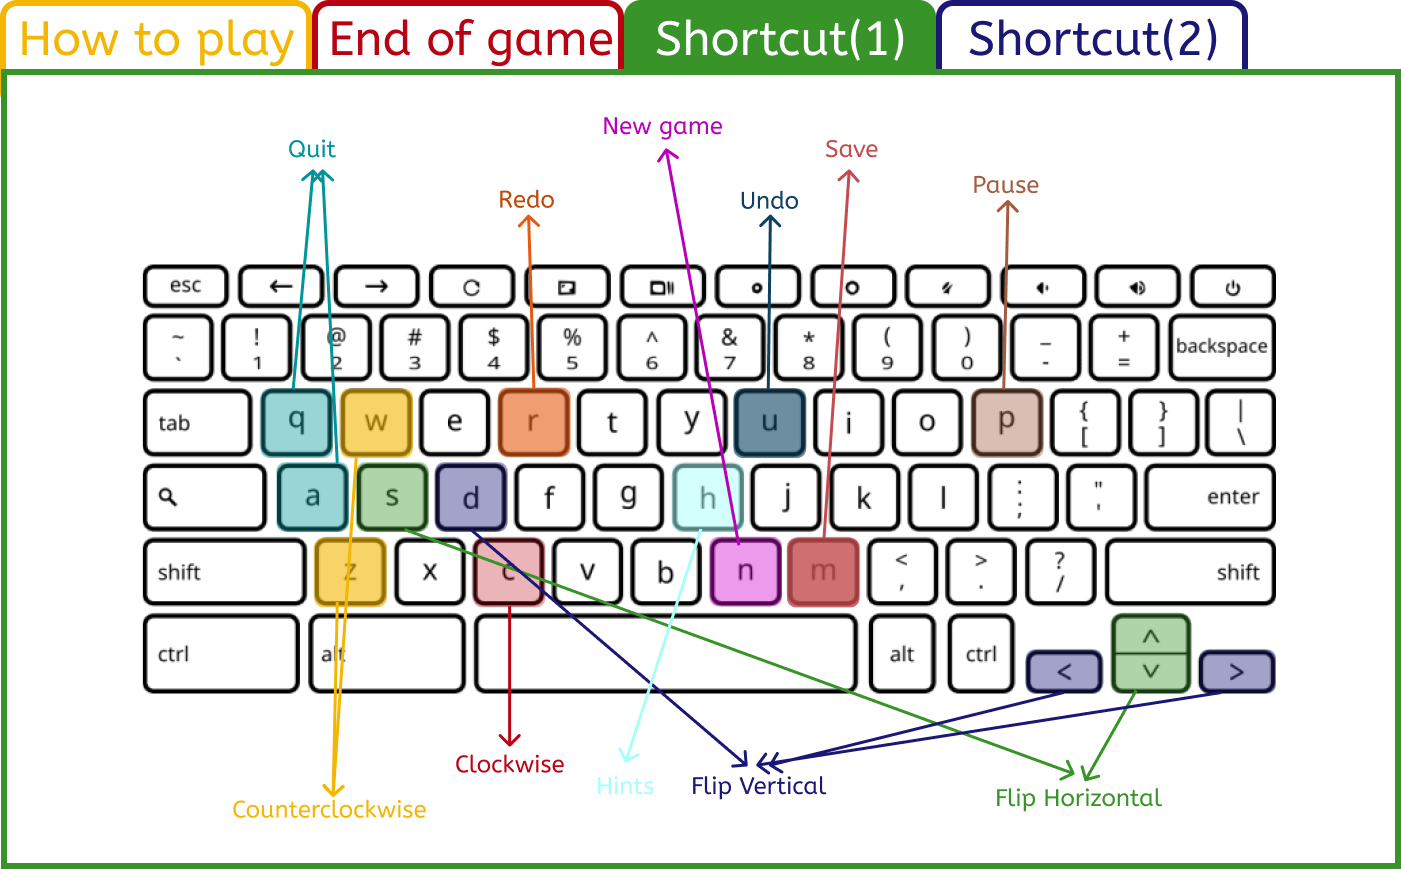 How to play
End of game
Shortcut(1)
Shortcut(2)
New game
Quit
Save
Pause
Redo
Undo
esc ← →
~ ! @ # $ % ^ & * ( ) _ +
` 1 2 3 4 5 6 7 8 9 0 - = backspace
tab q w e r t y u i o p { } |
[ ] \
a s d f g h j k l : " enter
; '
shift z x c v b n m < > ? shift
, . /
ctrl alt alt ctrl < ^ >
v
Clockwise
Hints
Flip Vertical
Flip Horizontal
Counterclockwise